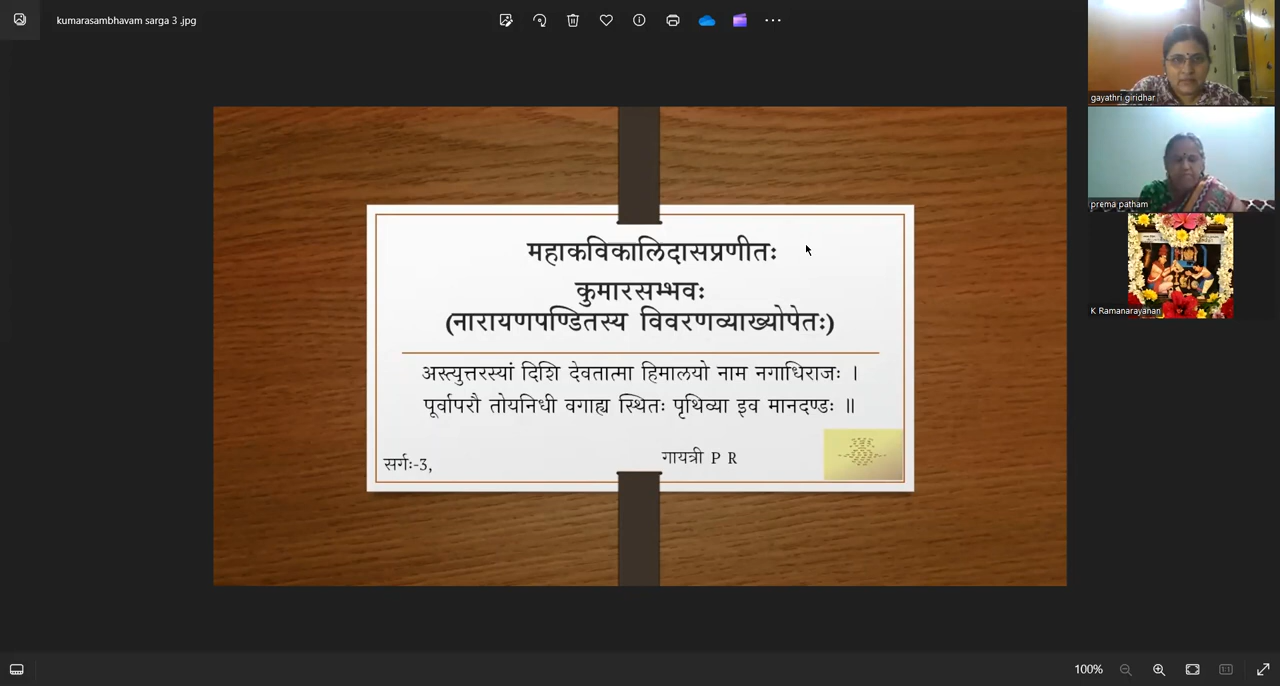 kumarasambhavam sarga 3 .jpg
gayathri giridhar
prema patham
K Ramanarayanan
महाकविकालिदासप्रणीतः
कुमारसम्भवः
(नारायणपण्डितस्य विवरणव्याख्योपेतः)
अस्त्युत्तरस्यां दिशि देवतात्मा हिमालयो नाम नगाधिराजः ।
पूर्वापरौ तोयनिधी वगाह्य स्थितः पृथिव्या इव मानदण्डः ॥
सर्गः-3,
गायत्री P R
100%